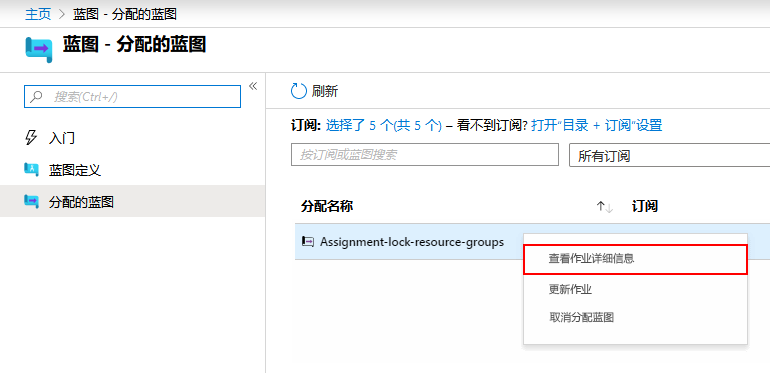 主页 > 蓝图 - 分配的蓝图
蓝图 - 分配的蓝图
搜索(Ctrl+/)
«
入门
蓝图定义
分配的蓝图
刷新
订阅: 选择了 5 个(共 5 个) – 看不到订阅? 打开"目录 + 订阅"设置
按订阅或蓝图搜索
所有订阅
分配名称 ↑↓ 订阅
Assignment-lock-resource-groups
查看作业详细信息
更新作业
取消分配蓝图